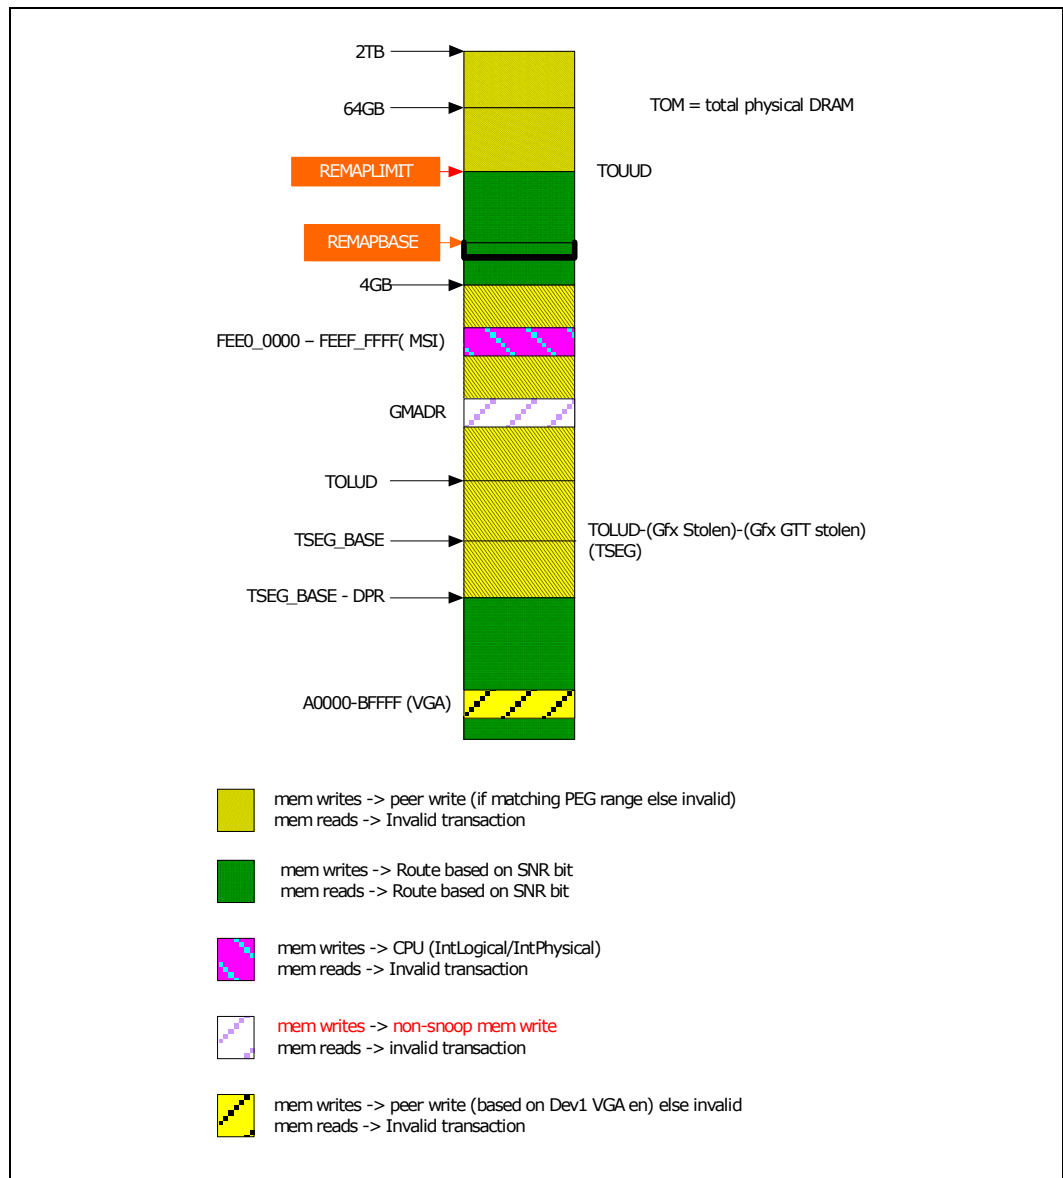 2TB
64GB
TOM = total physical DRAM
REMAPLIMIT
TOUUD
REMAPBASE
4GB
FEE0_0000 – FEEF_FFFF( MSI)
GMADR
TOLUD
TSEG_BASE
TOLUD-(Gfx Stolen)-(Gfx GTT stolen)
(TSEG)
TSEG_BASE - DPR
A0000-BFFFF (VGA)
mem writes -> peer write (if matching PEG range else invalid)
mem reads -> Invalid transaction
mem writes -> Route based on SNR bit
mem reads -> Route based on SNR bit
mem writes -> CPU (IntLogical/IntPhysical)
mem reads -> Invalid transaction
mem writes -> non-snoop mem write
mem reads -> invalid transaction
mem writes -> peer write (based on Dev1 VGA en) else invalid
mem reads -> Invalid transaction